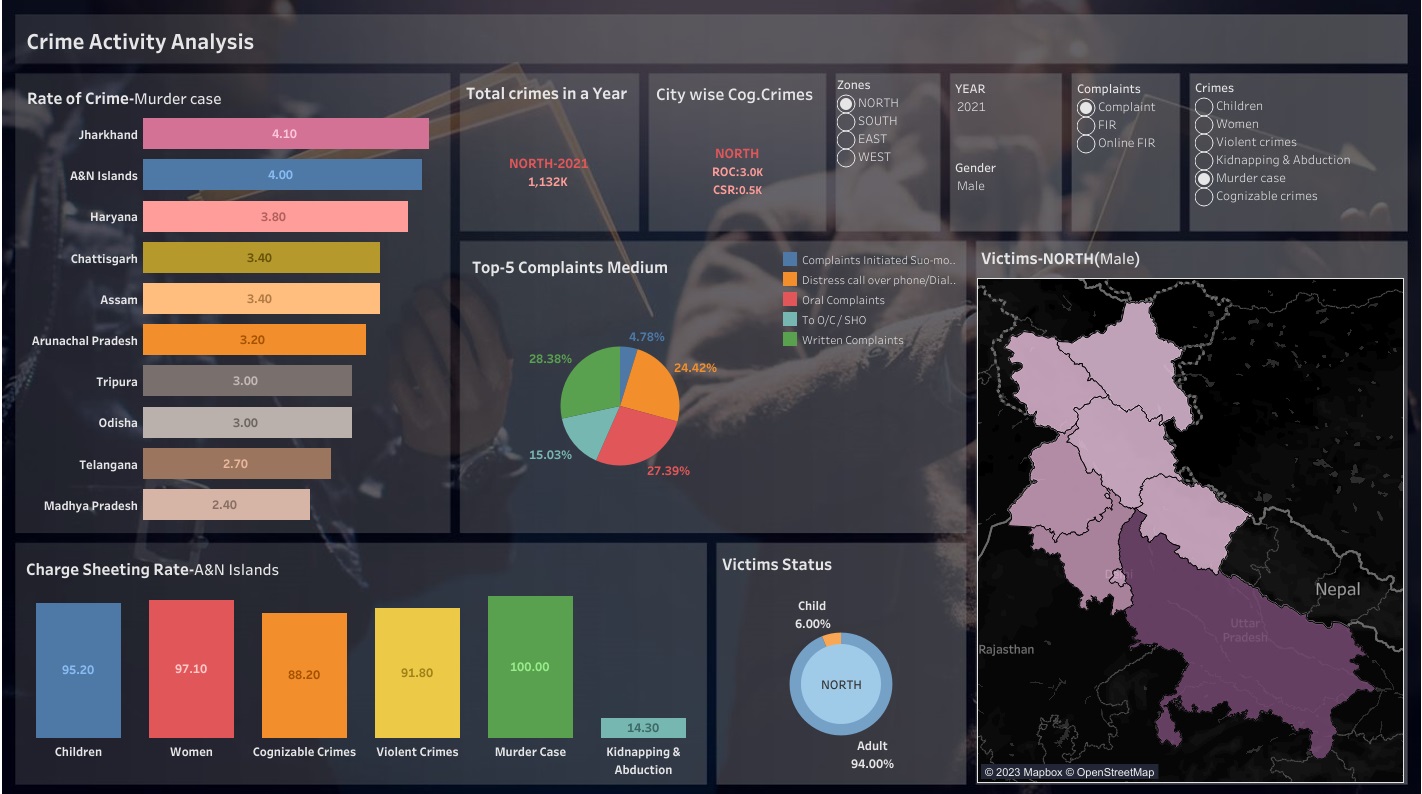 Crime Activity Analysis
Rate of Crime-Murder case
Jharkhand 4.10
A&N Islands 4.00
Haryana 3.80
Chattisgarh 3.40
Assam 3.40
Arunachal Pradesh 3.20
Tripura 3.00
Odisha 3.00
Telangana 2.70
Madhya Pradesh 2.40
Total crimes in a Year
NORTH-2021
1,132K
City wise Cog.Crimes
NORTH
ROC:3.0K
CSR:0.5K
Zones
NORTH
SOUTH
EAST
WEST
YEAR
2021
Gender
Male
Complaints
Complaint
FIR
Online FIR
Crimes
Children
Women
Violent crimes
Kidnapping & Abduction
Murder case
Cognizable crimes
Top-5 Complaints Medium
Complaints Initiated Suo-mo..
Distress call over phone/Dial..
Oral Complaints
To O/C / SHO
Written Complaints
4.78%
28.38%
24.42%
15.03%
27.39%
Victims-NORTH(Male)
Nepal
Uttar
Pradesh
Rajasthan
© 2023 Mapbox © OpenStreetMap
Charge Sheeting Rate-A&N Islands
95.20 97.10 88.20 91.80 100.00 14.30
Children Women Cognizable Crimes Violent Crimes Murder Case Kidnapping &
Abduction
Victims Status
Child
6.00%
NORTH
Adult
94.00%